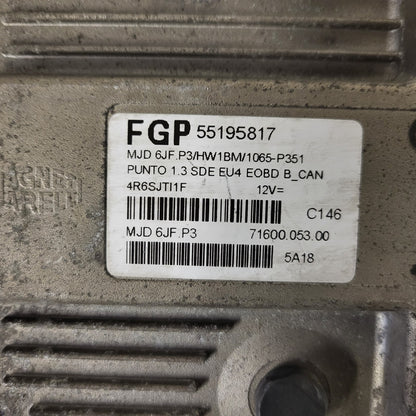 FGP 55195817
MJD 6JF.P3/HW1BM/1065-P351
PUNTO 1.3 SDE EU4 EOBD B_CAN
4R6SJTI1F 12V=
C146
MJD 6JF.P3 71600.053.00
5A18